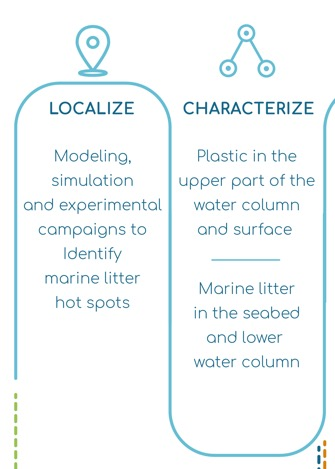 LOCALIZE
Modeling,
simulation
and experimental
campaigns to
Identify
marine litter
hot spots
CHARACTERIZE
Plastic in the
upper part of the
water column
and surface
Marine litter
in the seabed
and lower
water column